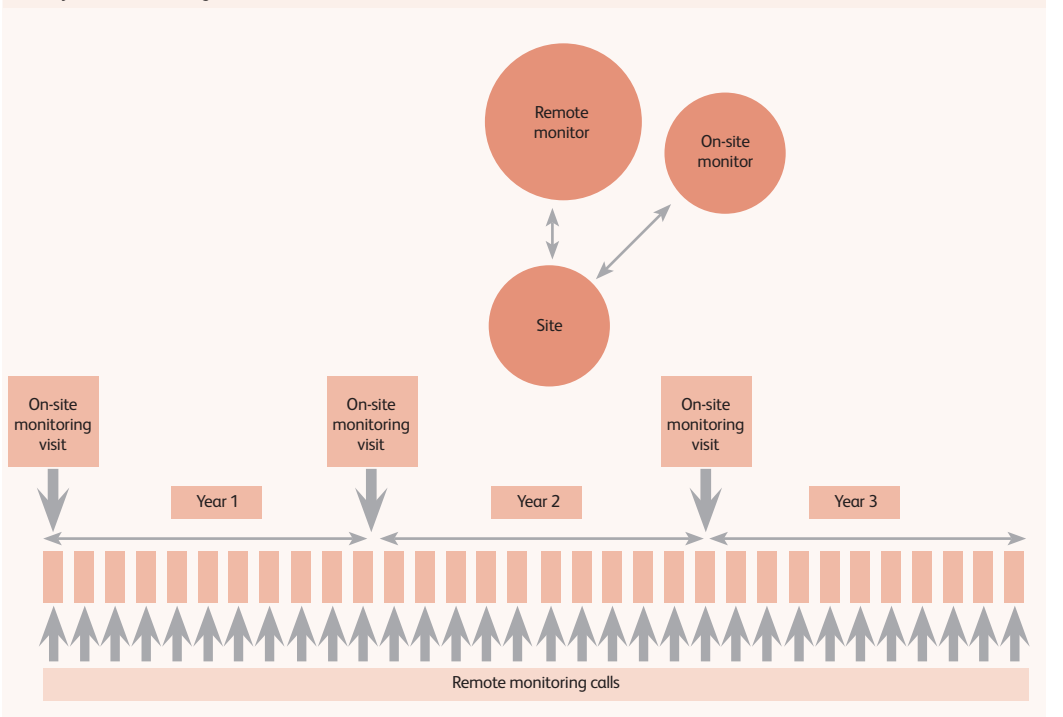 Remote
monitor
On-site
monitor
Site
On-site
monitoring
visit
On-site
monitoring
visit
On-site
monitoring
visit
Year 1
Year 2
Year 3
Remote monitoring calls